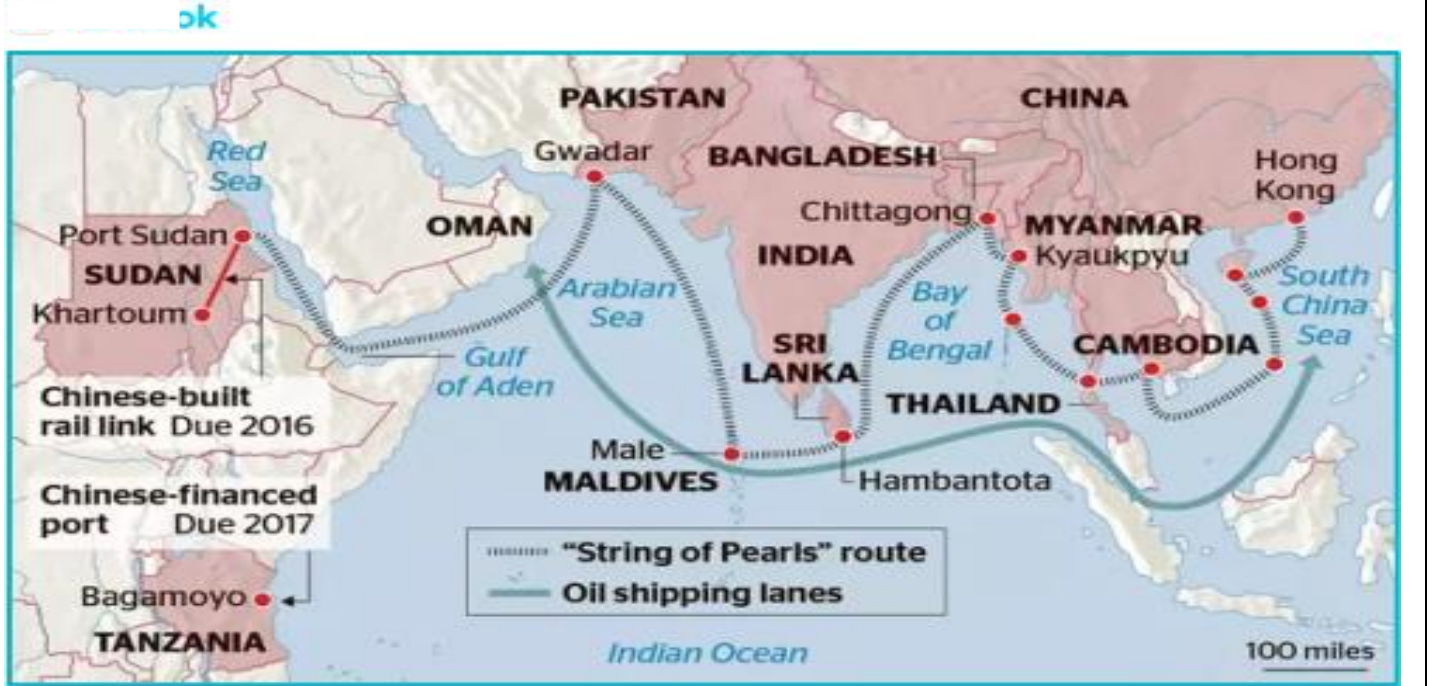 ok
PAKISTAN
CHINA
Red
Sea
Gwadar
BANGLADESH
Hong
Kong
Port Sudan
OMAN
Chittagong
MYANMAR
SUDAN
INDIA
Kyaukpyu
Khartoum
Arabian
Sea
Bay
of
Bengal
South
China
Sea
SRI
LANKA
CAMBODIA
Gulf
of Aden
Chinese-built
rail link Due 2016
THAILAND
Male
MALDIVES
Hambantota
Chinese-financed
port Due 2017
"String of Pearls" route
Oil shipping lanes
Bagamoyo
TANZANIA
Indian Ocean
100 miles